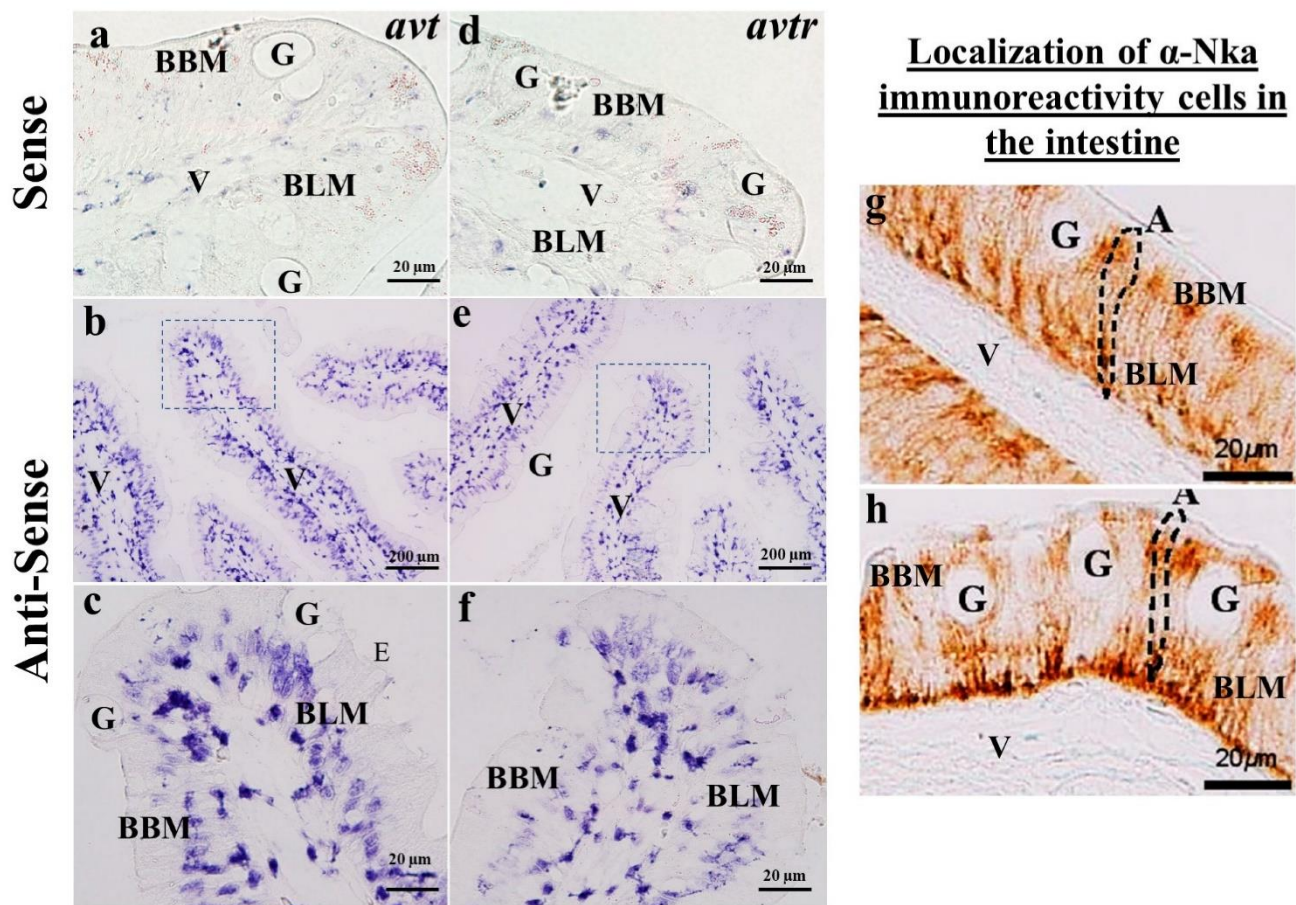 Sense
Anti-Sense
a
avt
BBM
G
V
BLM
G
20 µm
d
avtr
G
BBM
V
G
BLM
20 µm
b
V
V
200 µm
e
V
G
V
200 µm
c
G
E
G
BLM
BBM
20 µm
f
BBM
BLM
20 µm
Localization of α-Nka
immunoreactivity cells in
the intestine
g
G
A
BBM
V
BLM
20µm
h
A
BBM
G
G
G
BLM
V
20µm